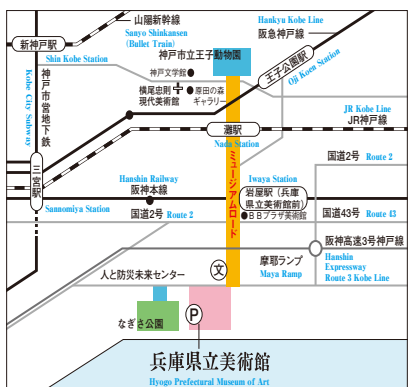 山陽新幹線
Sanyo Shinkansen
(Bullet Train)
Hankyu Kobe Line
阪急神戸線
新神戸駅
Shin Kobe Station
神戸市立王子動物園
王子公園駅
Oji Koen Station
神戸文学館
横尾忠則
現代美術館
原田の森
ギャラリー
神戸市営地下鉄
Kobe City Subway
JR Kobe Line
JR神戸線
灘駅
Nada Station
ミュージアムロード
国道2号 Route 2
三宮駅
Sannomiya Station
Hanshin Railway
阪神本線
Iwaya Station
岩屋駅（兵庫
県立美術館前）
BBプラザ美術館
国道2号 Route 2
国道43号 Route 43
阪神高速3号神戸線
Hanshin
Expressway
Route 3 Kobe Line
摩耶ランプ
Maya Ramp
文
人と防災未来センター
なぎさ公園
P
兵庫県立美術館
Hyogo Prefectural Museum of Art